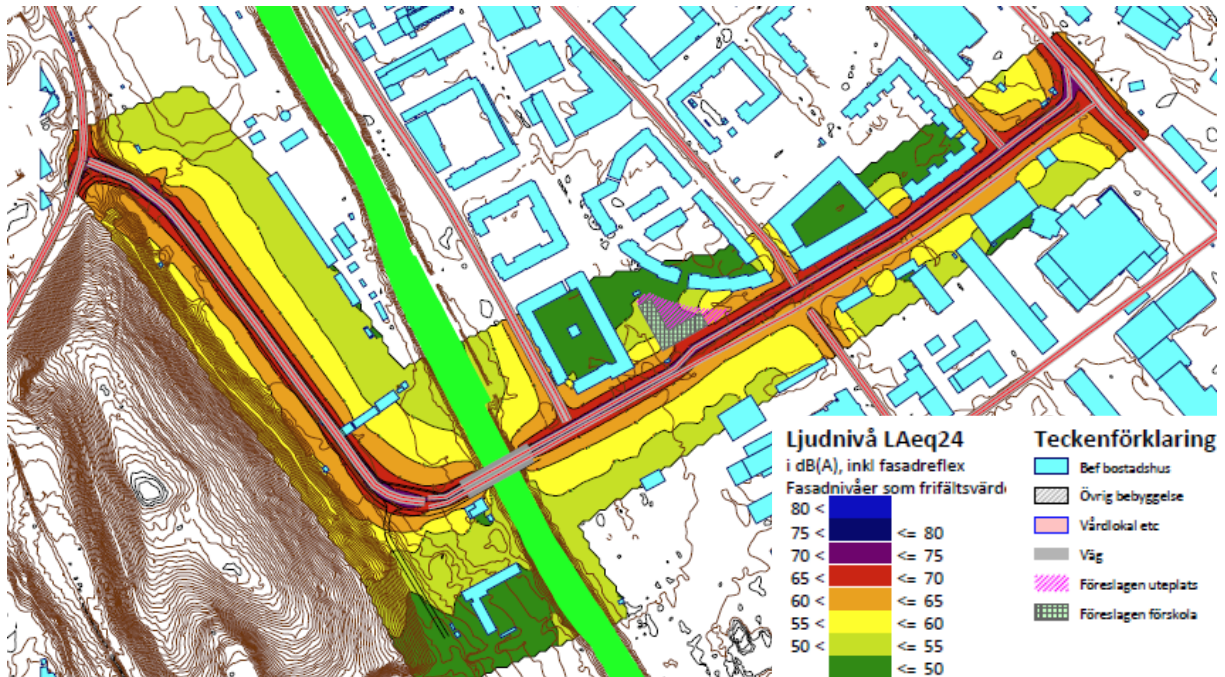 Ljudnivå LAeq24
i dB(A), inkl fasadreflex
Fasadnivåer som frifältsvärd
80 <
75 < <= 80
70 < <= 75
65 < <= 70
60 < <= 65
55 < <= 60
50 < <= 55
<= 50
Teckenförklaring
Bef bostadshus
Övrig bebyggelse
Vårdlokal etc
Väg
Föreslagen uteplats
Föreslagen förskola